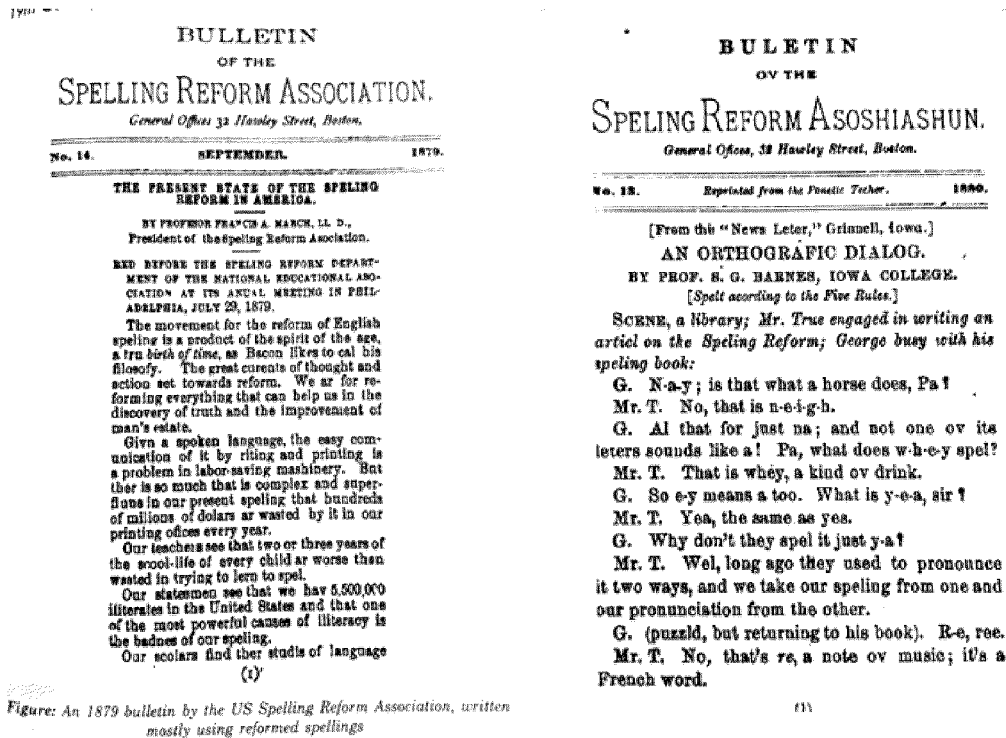 BULLETIN
OF THE
SPELLING REFORM ASSOCIATION.
General Offices 32 Hawley Street, Boston.
No. 14. SEPTEMBER. 1879.
THE PRESENT STATE OF THE SPELING
REFORM IN AMERICA.
BY PROFESOR FRANCIS A. MARCH, LL. D.,
President of the Speling Reform Asociation.
RED BEFORE THE SPELING REFORM DEPART-
MENT OF THE NATIONAL EDUCATIONAL ASO-
CIATION AT ITS ANUAL MEETING IN PHIL-
ADELPHIA, JULY 29, 1879.
The movement for the reform of English
speling is a product of the spirit of the age,
a tru birth of time, as Bacon likes to cal his
filosofy. The great curents of thought and
action set towards reform. We ar for re-
forming everything that can help us in the
discovery of truth and the improvement of
man's estate.
Givn a spoken language, the easy com-
unication of it by riting and printing is
a problem in labor-saving mashinery. But
ther is so much that is complex and super-
fluus in our present speling that hundreds
of milions of dolars ar wasted by it in our
printing ofices every year.
Our teachers see that two or three years of
the scool-life of every child ar worse then
wasted in trying to lern to spel.
Our statesmen see that we hav 5,500,000
iliterates in the United States and that one
of the most powerful causes of iliteracy is
the badnes of our speling.
Our scolars find ther studis of language
(1)
Figure: An 1879 bulletin by the US Spelling Reform Association, written
mostly using reformed spellings
BULETIN
OV THE
SPELING REFORM ASOSHIASHUN.
General Ofices, 32 Hawley Street, Boston.
No. 13. Reprinted from the Fonetic Techer. 1880.
[From the "News Leter," Grinnell, Iowa.]
AN ORTHOGRAFIC DIALOG.
BY PROF. S. G. BARNES, IOWA COLLEGE.
[Spelt acording to the Five Rules.]
SCENE, a library; Mr. True engaged in writing an
articl on the Speling Reform; George busy with his
speling book:
G. N-a-y; is that what a horse does, Pa?
Mr. T. No, that is n-e-i-g-h.
G. Al that for just na; and not one ov its
leters sounds like a! Pa, what does w-h-e-y spel?
Mr. T. That is whey, a kind ov drink.
G. So e-y means a too. What is y-e-a, sir?
Mr. T. Yea, the same as yes.
G. Why don't they spel it just y-a?
Mr. T. Wel, long ago they used to pronounce
it two ways, and we take our speling from one and
our pronunciation from the other.
G. (puzzld, but returning to his book). R-e, ree.
Mr. T. No, that's re, a note ov music; it's a
French word.
(1)